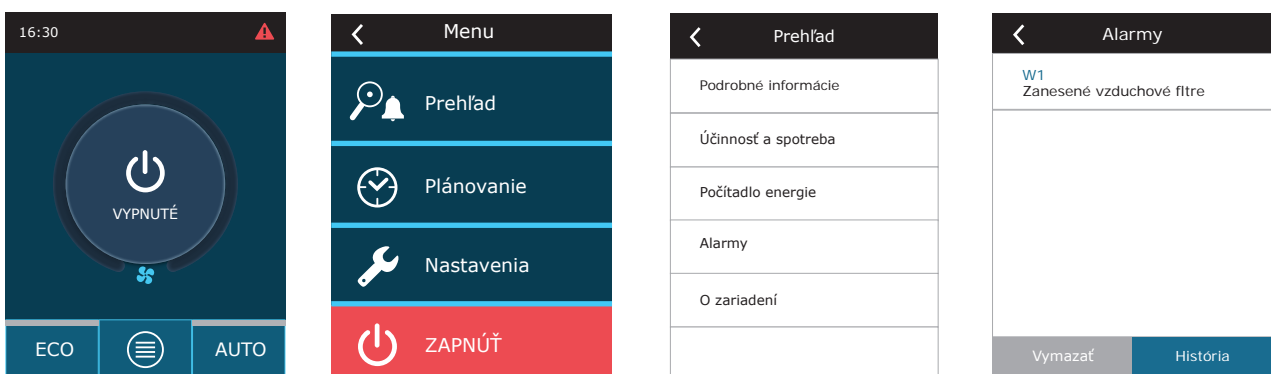 16:30
VYPNUTÉ
ECO
AUTO
Menu
Prehľad
Plánovanie
Nastavenia
ZAPNÚŤ
Prehľad
Podrobné informácie
Účinnosť a spotreba
Počítadlo energie
Alarmy
O zariadení
Alarmy
W1
Zanesené vzduchové fltre
Vymazať
História